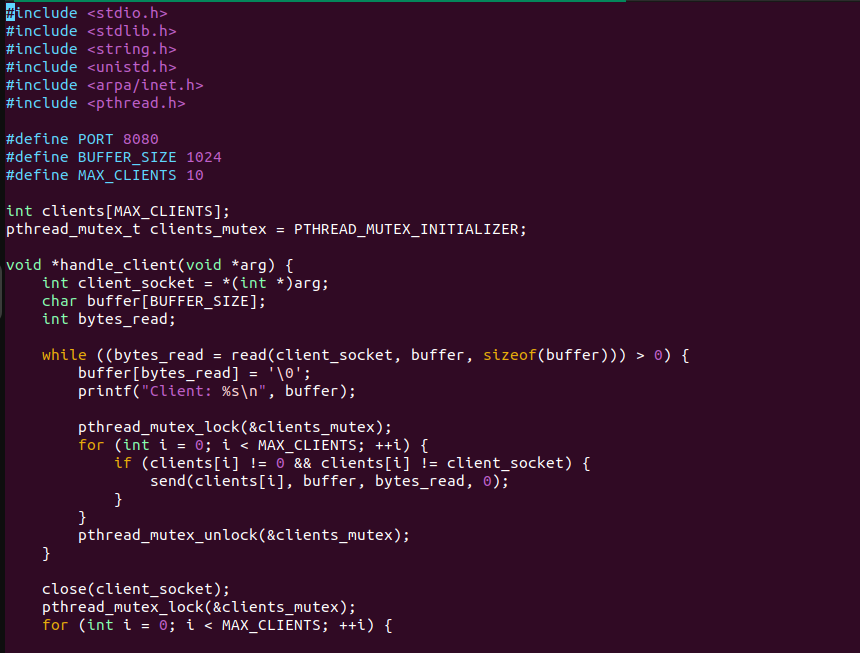 #include <stdio.h>
#include <stdlib.h>
#include <string.h>
#include <unistd.h>
#include <arpa/inet.h>
#include <pthread.h>

#define PORT 8080
#define BUFFER_SIZE 1024
#define MAX_CLIENTS 10

int clients[MAX_CLIENTS];
pthread_mutex_t clients_mutex = PTHREAD_MUTEX_INITIALIZER;

void *handle_client(void *arg) {
    int client_socket = *(int *)arg;
    char buffer[BUFFER_SIZE];
    int bytes_read;

    while ((bytes_read = read(client_socket, buffer, sizeof(buffer))) > 0) {
        buffer[bytes_read] = '\0';
        printf("Client: %s\n", buffer);

        pthread_mutex_lock(&clients_mutex);
        for (int i = 0; i < MAX_CLIENTS; ++i) {
            if (clients[i] != 0 && clients[i] != client_socket) {
                send(clients[i], buffer, bytes_read, 0);
            }
        }
        pthread_mutex_unlock(&clients_mutex);
    }

    close(client_socket);
    pthread_mutex_lock(&clients_mutex);
    for (int i = 0; i < MAX_CLIENTS; ++i) {